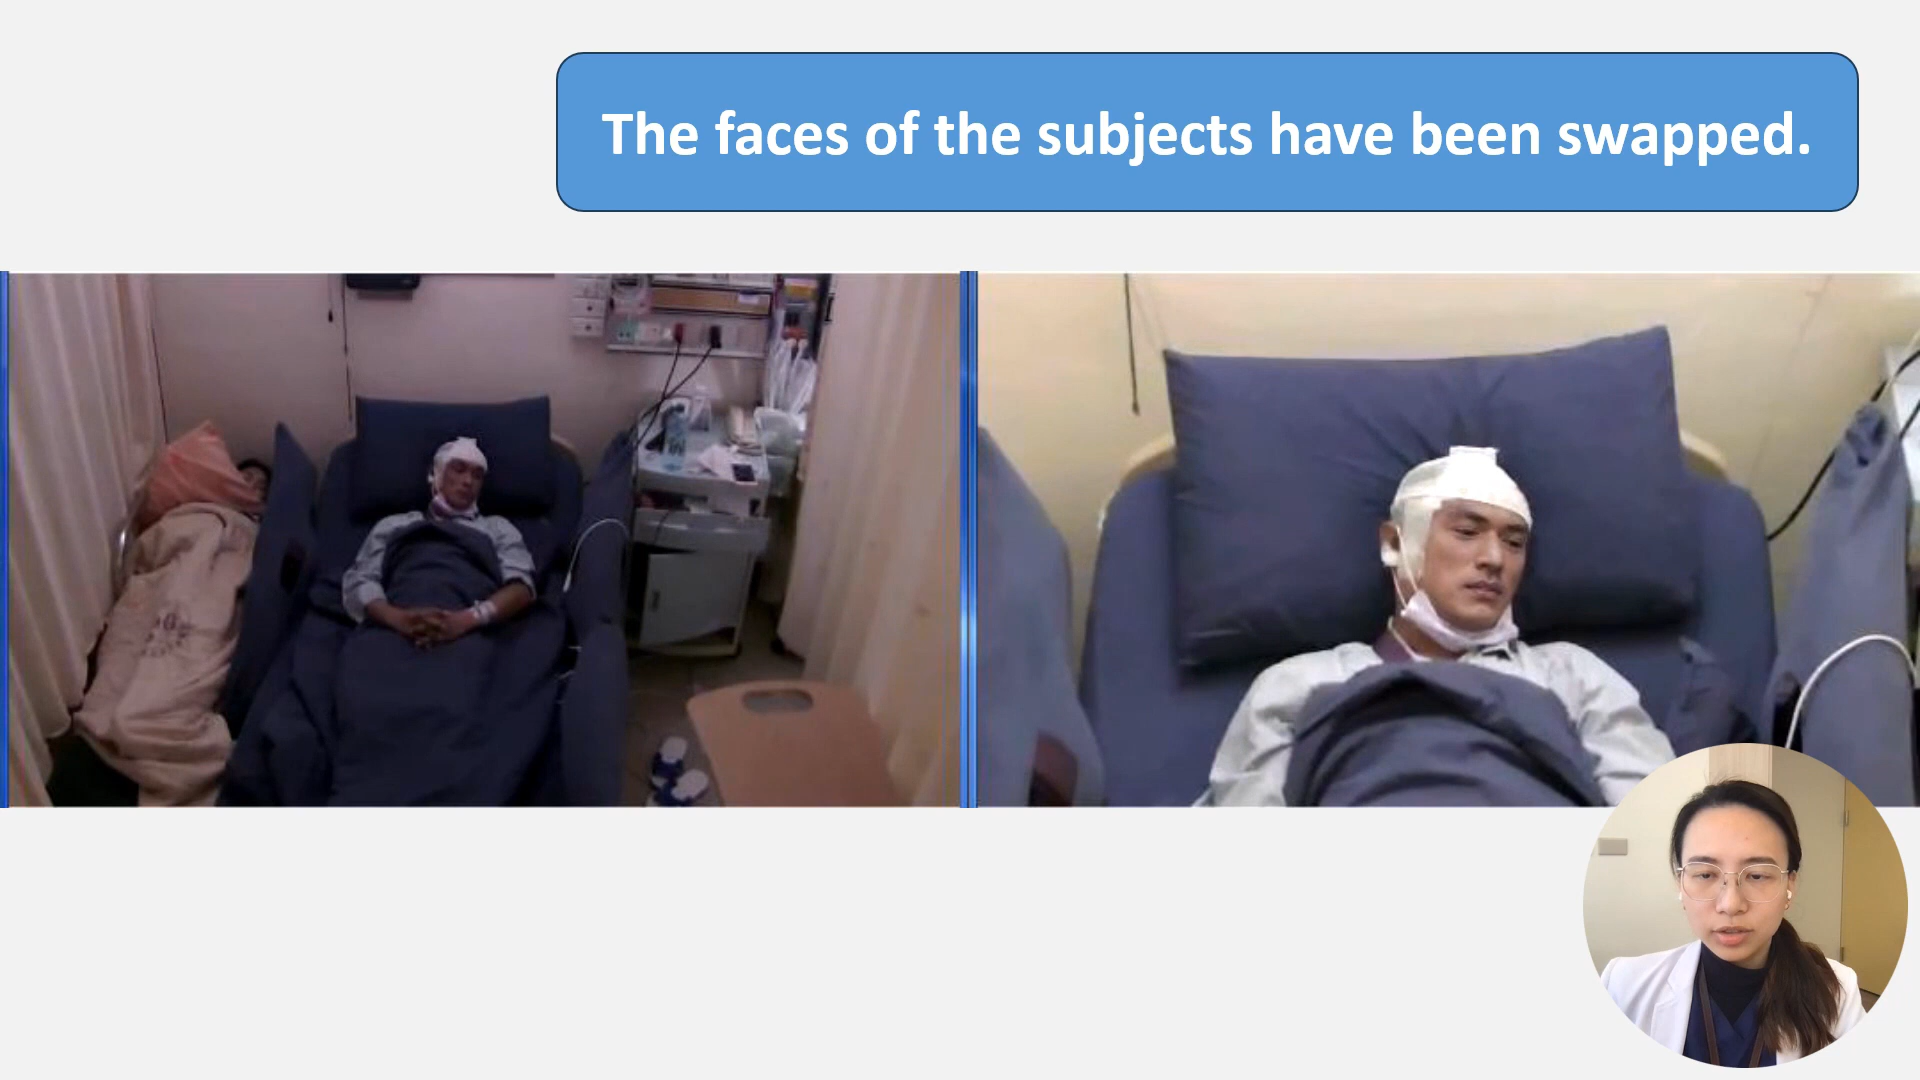 The faces of the subjects have been swapped.